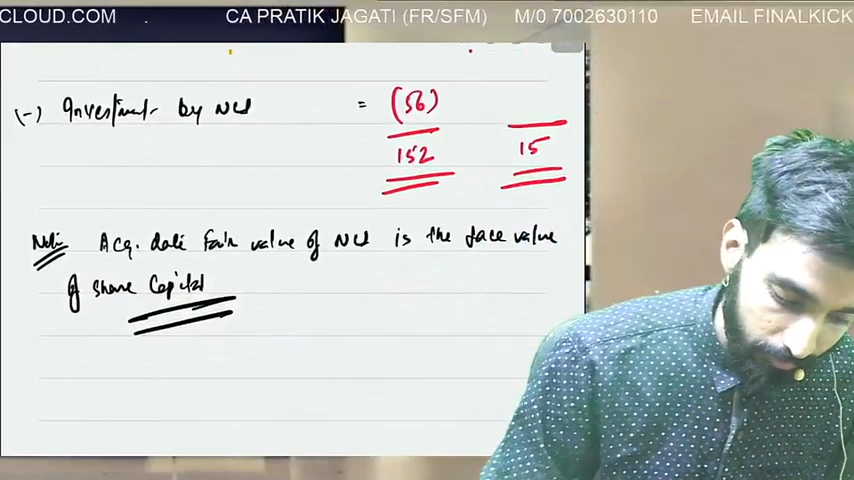 CLOUD.COM . CA PRATIK JAGATI (FR/SFM) M/0 7002630110 EMAIL FINALKICK
(-) Investment by NCI = (56)
152 15
Note Acq. date fair value of NCI is the face value
of share capital